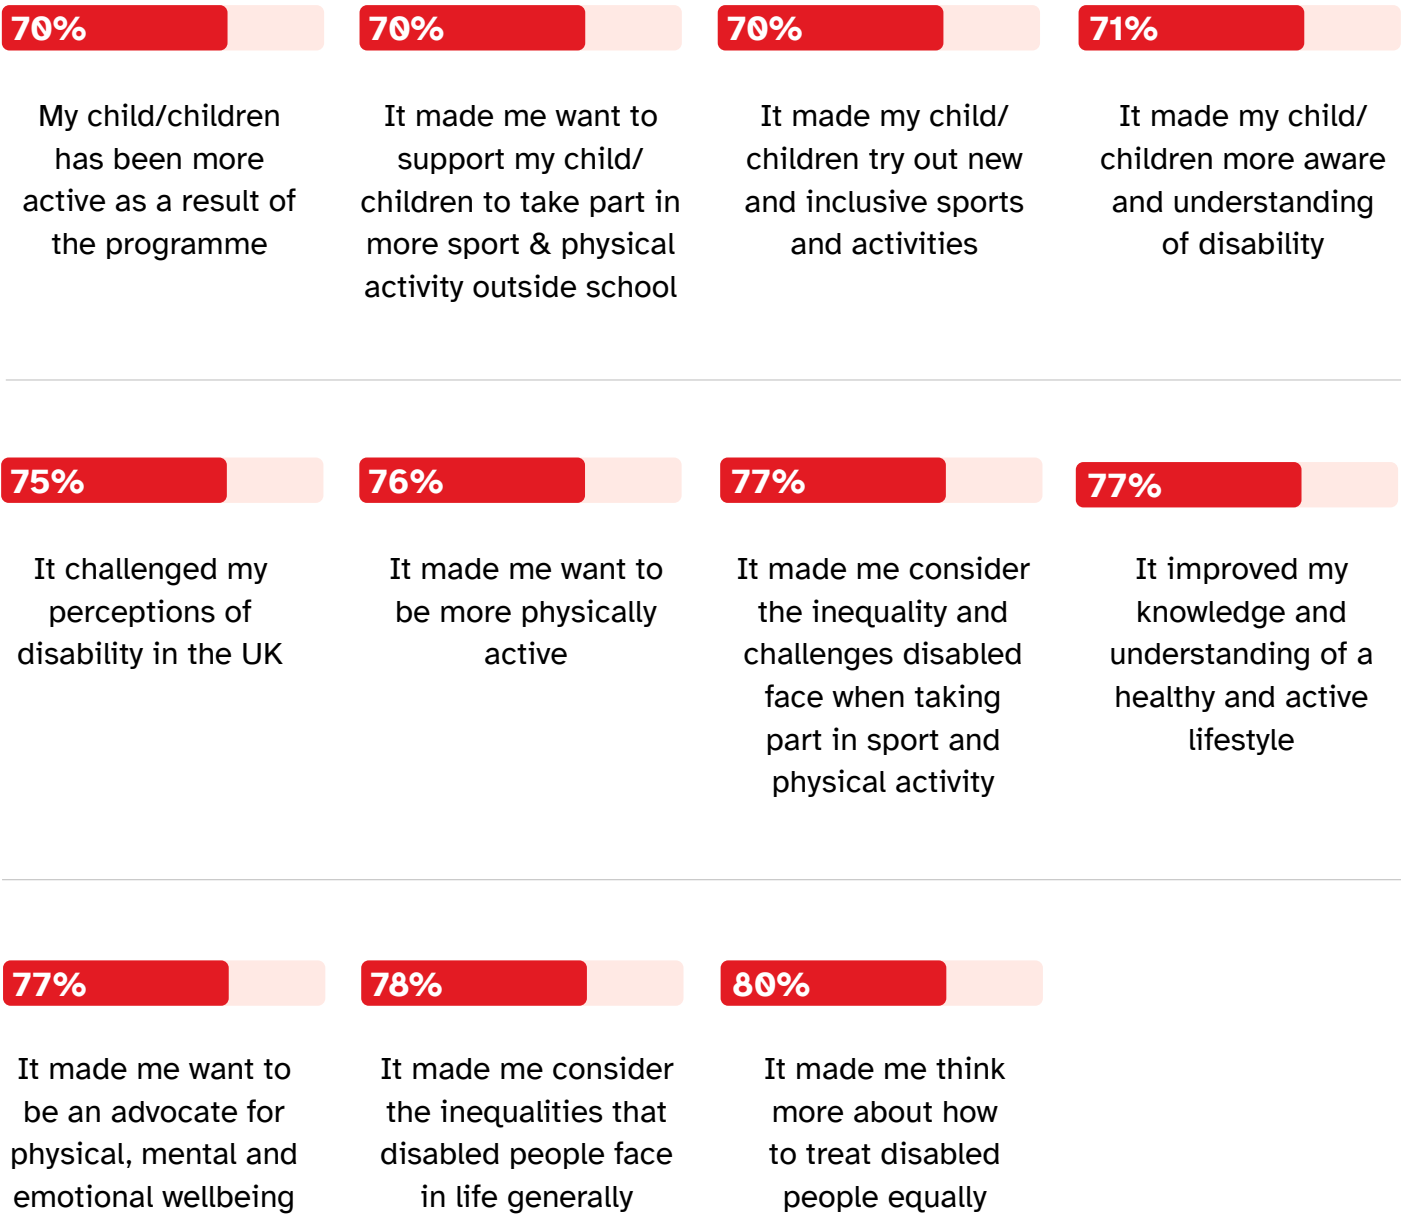 70%
My child/children
has been more
active as a result of
the programme
70%
It made me want to
support my child/
children to take part in
more sport & physical
activity outside school
70%
It made my child/
children try out new
and inclusive sports
and activities
71%
It made my child/
children more aware
and understanding
of disability
75%
It challenged my
perceptions of
disability in the UK
76%
It made me want to
be more physically
active
77%
It made me consider
the inequality and
challenges disabled
face when taking
part in sport and
physical activity
77%
It improved my
knowledge and
understanding of a
healthy and active
lifestyle
77%
It made me want to
be an advocate for
physical, mental and
emotional wellbeing
78%
It made me consider
the inequalities that
disabled people face
in life generally
80%
It made me think
more about how
to treat disabled
people equally